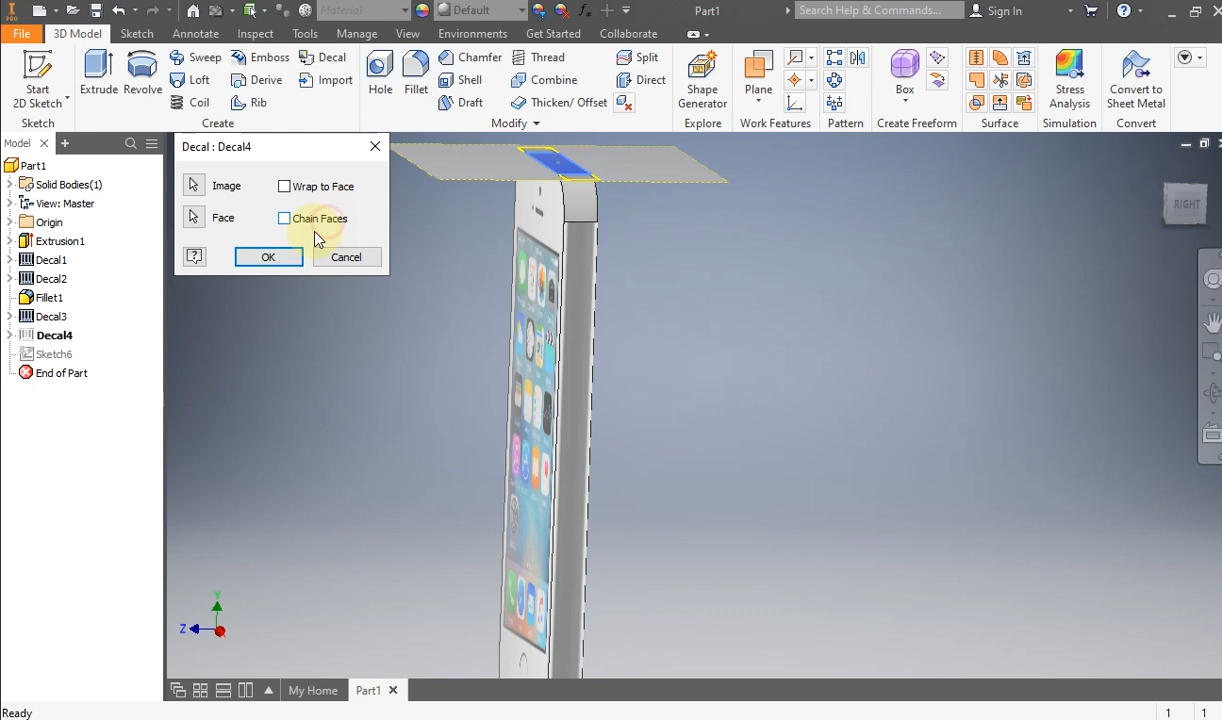 PRO
Material
Default
fx
Part1
Search Help & Commands...
Sign In
File
3D Model
Sketch
Annotate
Inspect
Tools
Manage
View
Environments
Get Started
Collaborate
Start
2D Sketch
Extrude
Revolve
Sweep
Emboss
Decal
Loft
Derive
Import
Coil
Rib
Hole
Fillet
Chamfer
Thread
Split
Shell
Combine
Direct
Draft
Thicken/ Offset
Shape
Generator
Plane
Box
Stress
Analysis
Convert to
Sheet Metal
Sketch
Create
Modify
Explore
Work Features
Pattern
Create Freeform
Surface
Simulation
Convert
Model
Part1
Solid Bodies(1)
View: Master
Origin
Extrusion1
Decal1
Decal2
Fillet1
Decal3
Decal4
Sketch6
End of Part
Decal : Decal4
Image
Wrap to Face
Face
Chain Faces
OK
Cancel
RIGHT
Y
Z
My Home
Part1
Ready
1
1